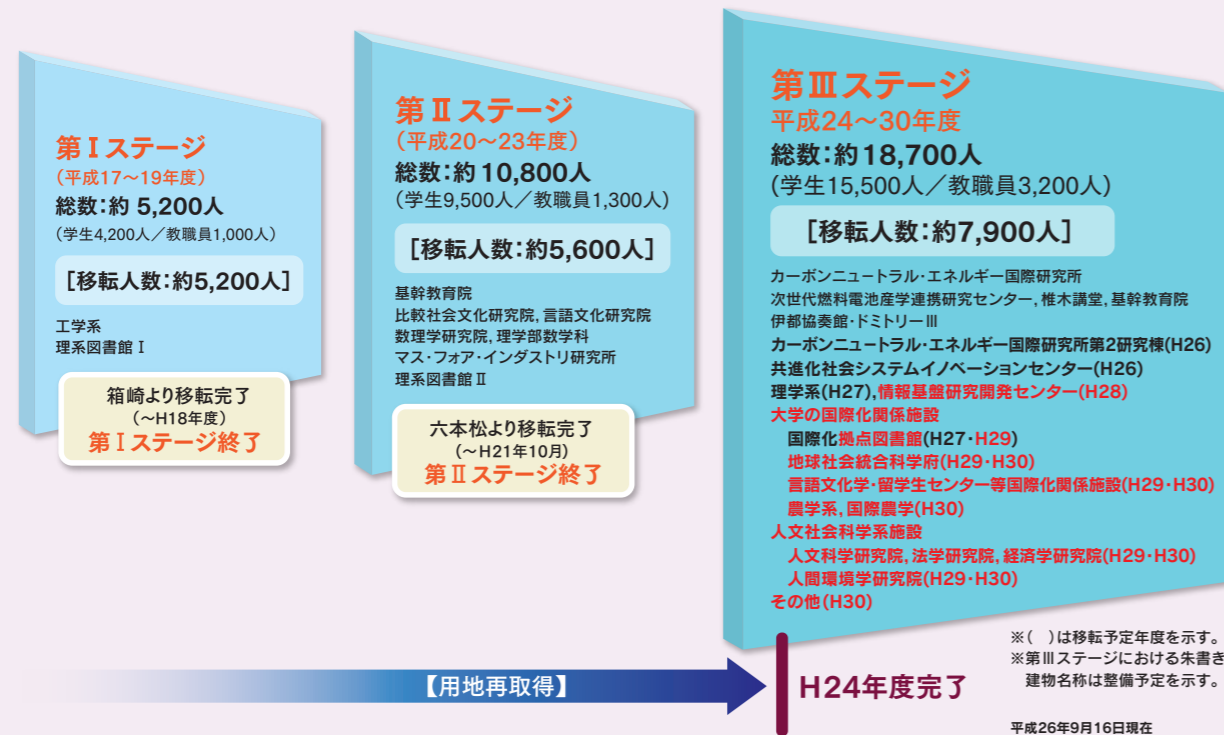 第Ⅰステージ
(平成17～19年度)
総数：約 5,200人
(学生4,200人／教職員1,000人)
［移転人数：約5,200人］
工学系
理系図書館Ⅰ
箱崎より移転完了
(～H18年度)
第Ⅰステージ終了
第Ⅱステージ
(平成20～23年度)
総数：約 10,800人
(学生9,500人／教職員1,300人)
［移転人数：約5,600人］
基幹教育院
比較社会文化研究院，言語文化研究院
数理学研究院，理学部数学科
マス・フォア・インダストリ研究所
理系図書館Ⅱ
六本松より移転完了
(～H21年10月)
第Ⅱステージ終了
第Ⅲステージ
平成24～30年度
総数：約18,700人
(学生15,500人／教職員3,200人)
［移転人数：約7,900人］
カーボンニュートラル・エネルギー国際研究所
次世代燃料電池産学連携研究センター，椎木講堂，基幹教育院
伊都協奏館・ドミトリーⅢ
カーボンニュートラル・エネルギー国際研究所第2研究棟(H26)
共進化社会システムイノベーションセンター(H26)
理学系(H27)，情報基盤研究開発センター(H28)
大学の国際化関係施設
国際化拠点図書館(H27・H29)
地球社会統合科学府(H29・H30)
言語文化学・留学生センター等国際化関係施設(H29・H30)
農学系，国際農学(H30)
人文社会科学系施設
人文科学研究院，法学研究院，経済学研究院(H29・H30)
人間環境学研究院(H29・H30)
その他(H30)
【用地再取得】
H24年度完了
※(　)は移転予定年度を示す。
※第Ⅲステージにおける朱書き
建物名称は整備予定を示す。
平成26年9月16日現在